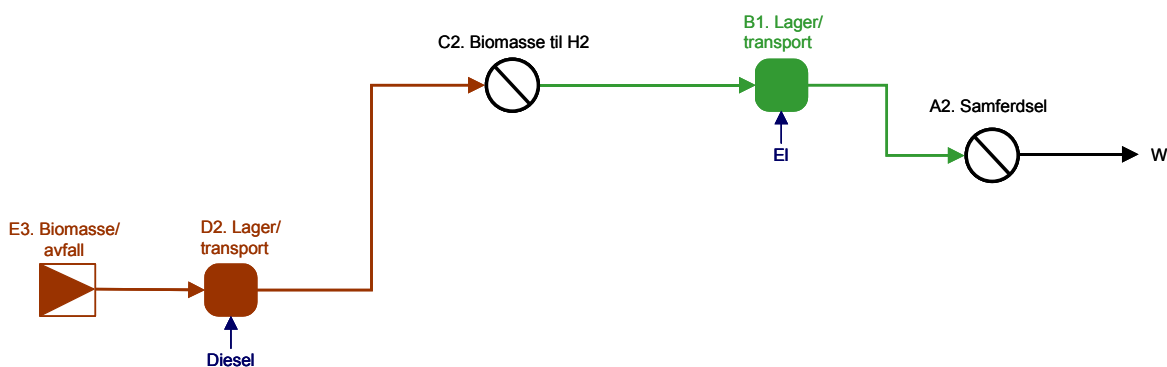 B1. Lager/
transport
C2. Biomasse til H2
El
A2. Samferdsel
W
E3. Biomasse/
avfall
D2. Lager/
transport
Diesel